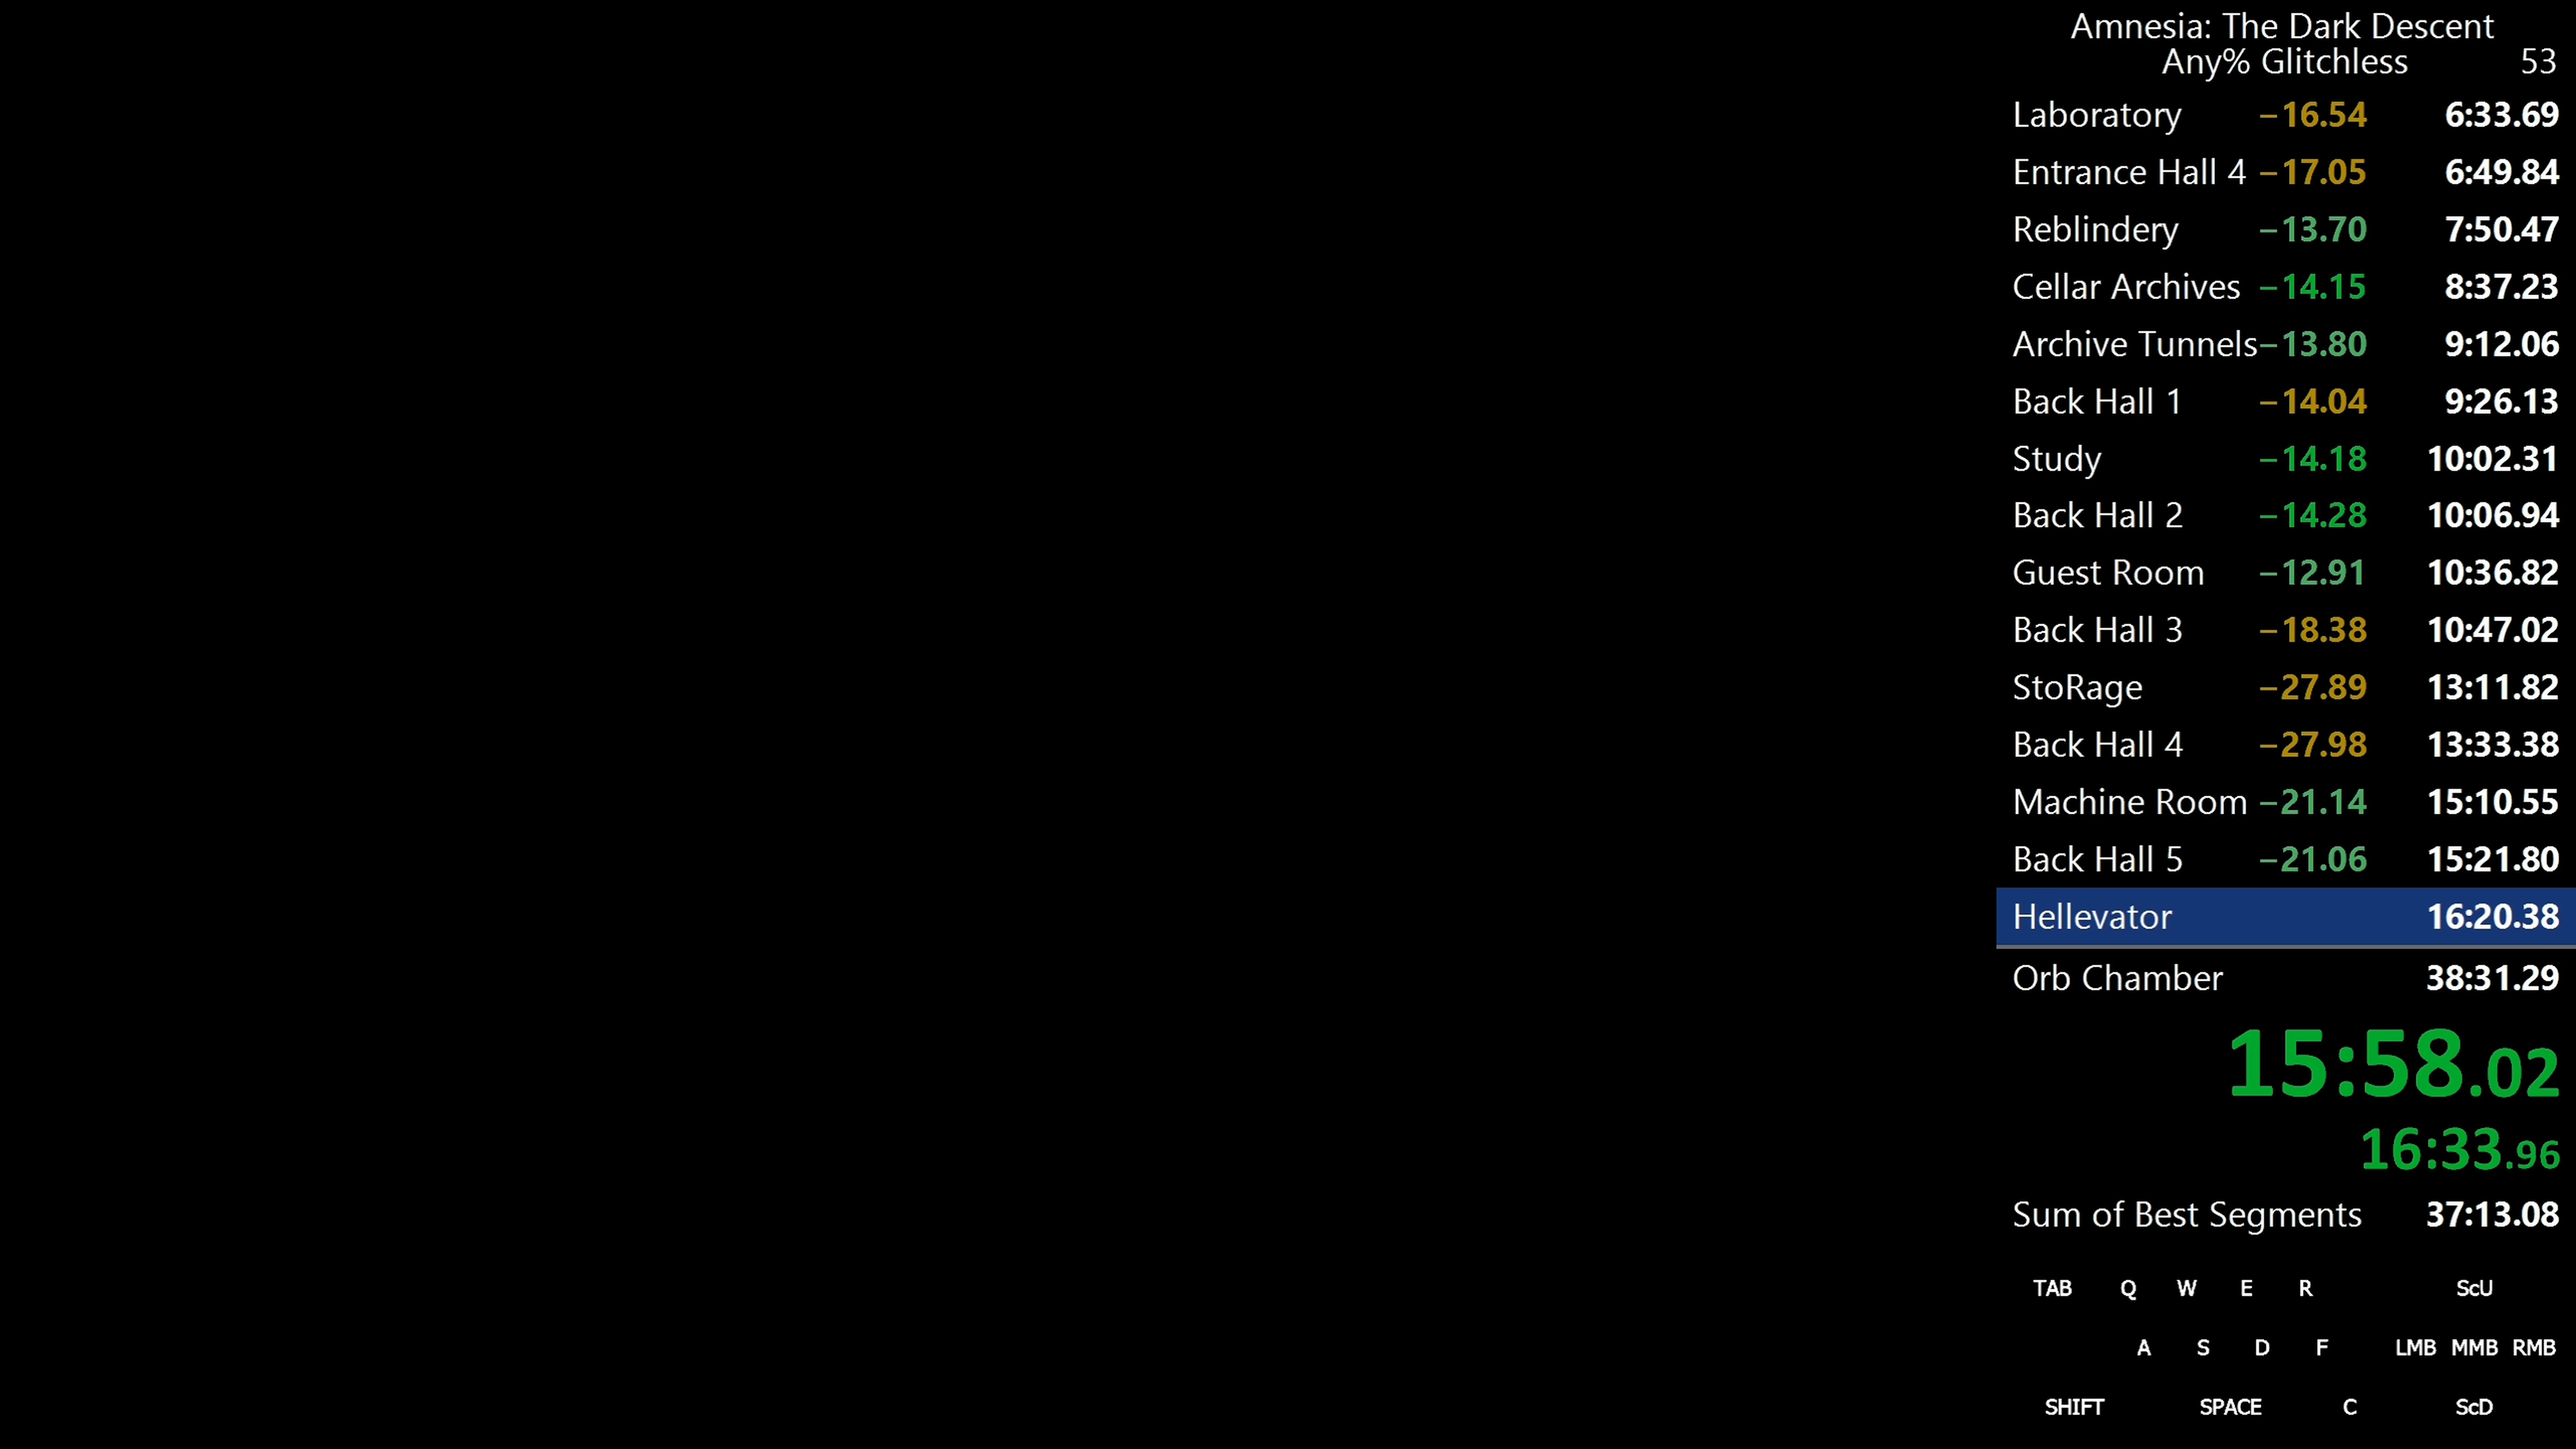 Amnesia: The Dark Descent
Any% Glitchless 53
Laboratory −16.54 6:33.69
Entrance Hall 4 −17.05 6:49.84
Reblindery −13.70 7:50.47
Cellar Archives −14.15 8:37.23
Archive Tunnels −13.80 9:12.06
Back Hall 1 −14.04 9:26.13
Study −14.18 10:02.31
Back Hall 2 −14.28 10:06.94
Guest Room −12.91 10:36.82
Back Hall 3 −18.38 10:47.02
StoRage −27.89 13:11.82
Back Hall 4 −27.98 13:33.38
Machine Room −21.14 15:10.55
Back Hall 5 −21.06 15:21.80
Hellevator 16:20.38
Orb Chamber 38:31.29
15:58.02
16:33.96
Sum of Best Segments 37:13.08
TAB Q W E R ScU
A S D F LMB MMB RMB
SHIFT SPACE C ScD